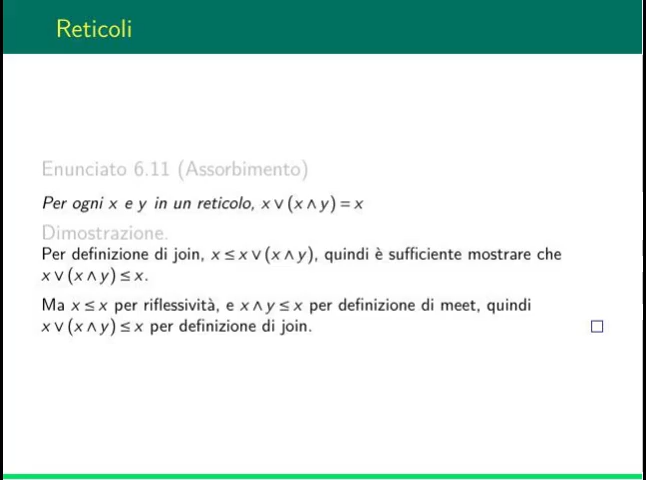 Reticoli
Enunciato 6.11 (Assorbimento)
Per ogni x e y in un reticolo, x ∨ (x ∧ y) = x
Dimostrazione.
Per definizione di join, x ≤ x ∨ (x ∧ y), quindi è sufficiente mostrare che
x ∨ (x ∧ y) ≤ x.
Ma x ≤ x per riflessività, e x ∧ y ≤ x per definizione di meet, quindi
x ∨ (x ∧ y) ≤ x per definizione di join. □